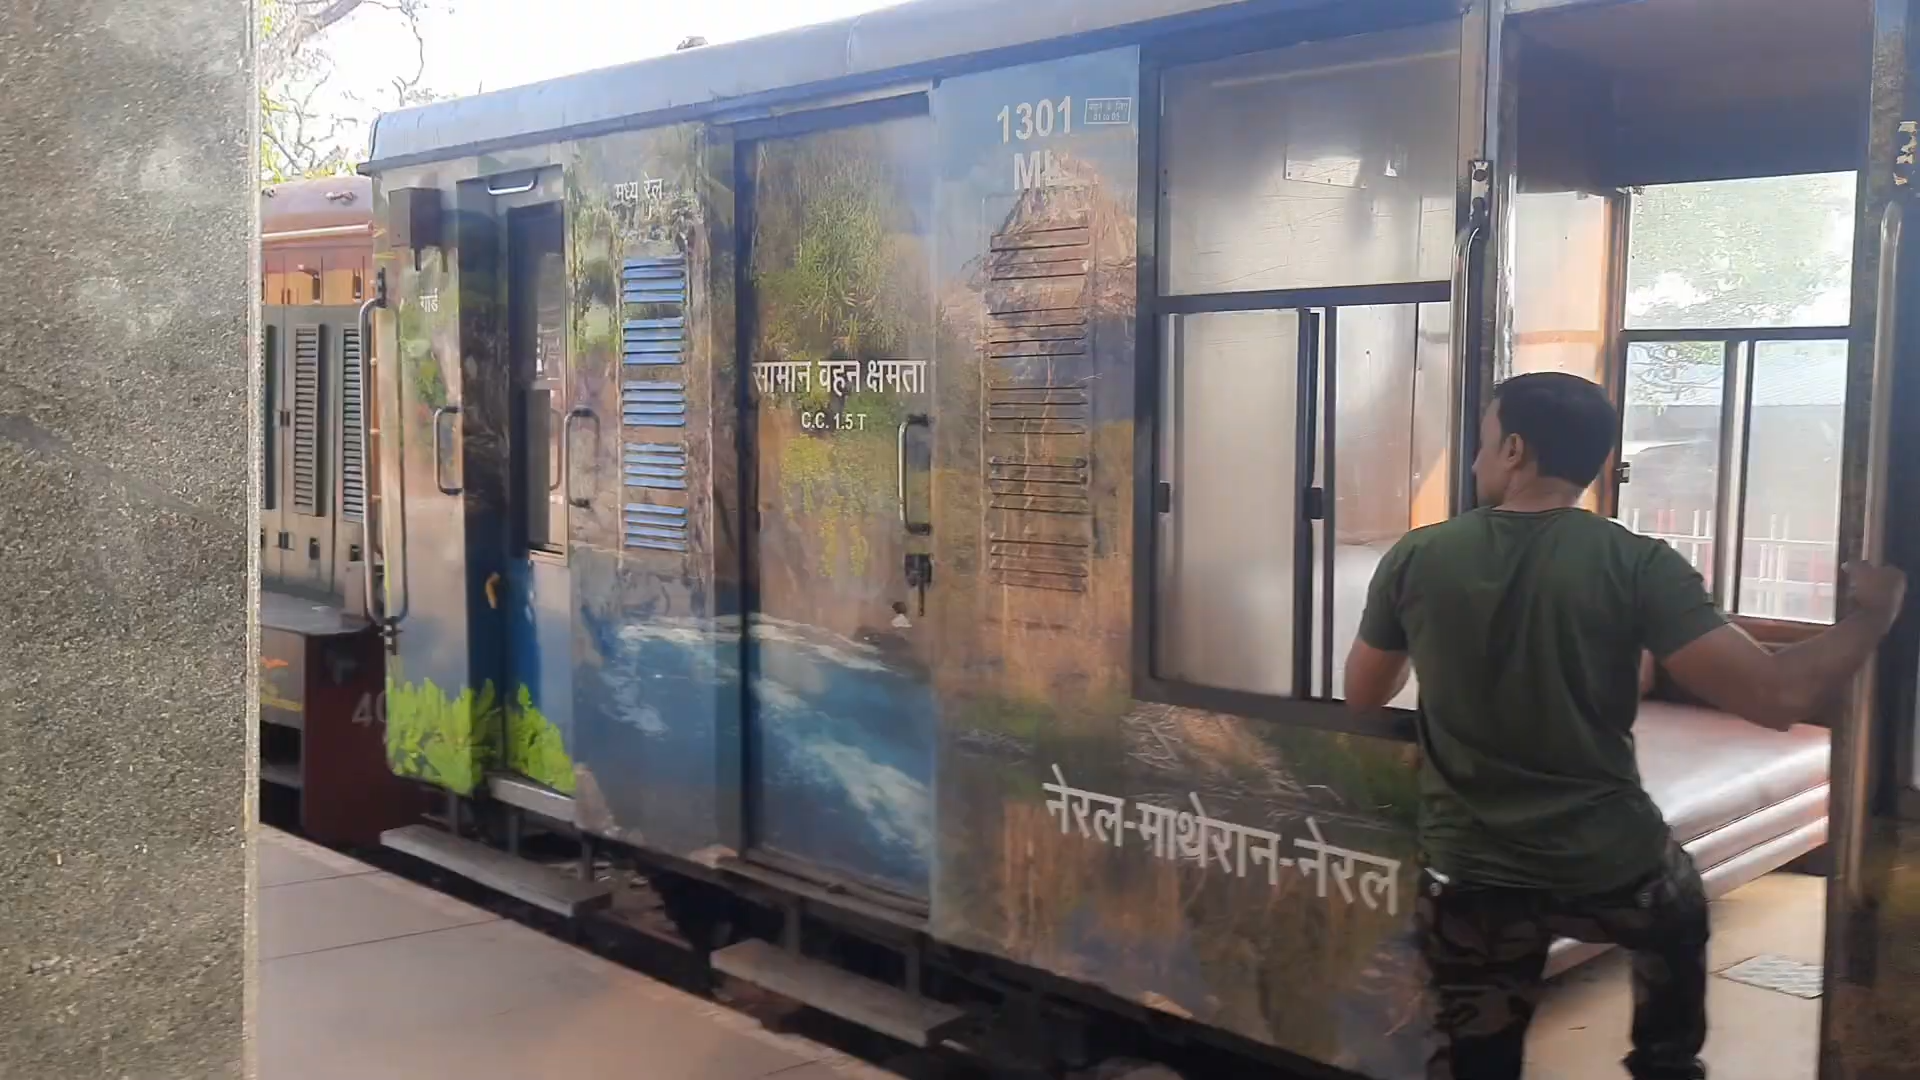 1301
मध्य रेल
गार्ड
सामान वहन क्षमता
C.C. 1.5 T
नेरल-माथेरान-नेरल